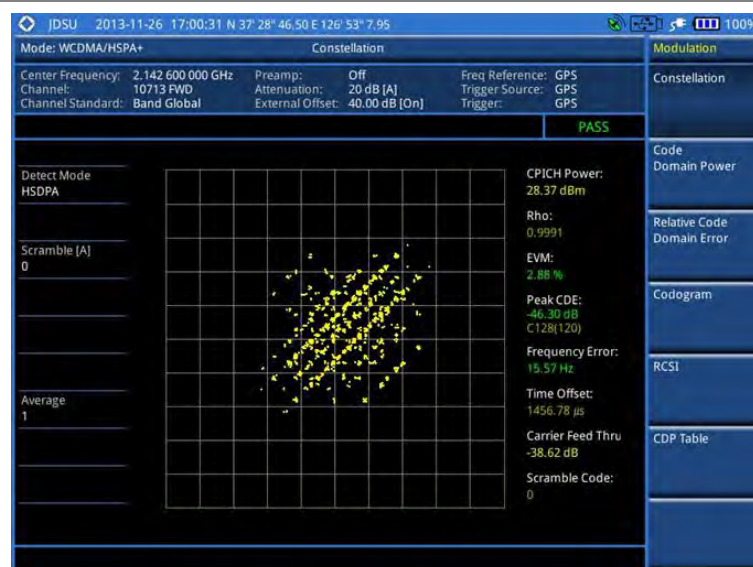 JDSU 2013-11-26 17:00:31 N 37° 28" 46.50 E 126° 53" 7.95 100%
Mode: WCDMA/HSPA+ Constellation
Center Frequency: 2.142 600 000 GHz Preamp: Off Freq Reference: GPS
Channel: 10713 FWD Attenuation: 20 dB [A] Trigger Source: GPS
Channel Standard: Band Global External Offset: 40.00 dB [On] Trigger: GPS
PASS
Detect Mode
HSDPA
Scramble [A]
0
Average
1
CPICH Power:
28.37 dBm
Rho:
0.9991
EVM:
2.88 %
Peak CDE:
-46.30 dB
C128(120)
Frequency Error:
15.57 Hz
Time Offset:
1456.78 µs
Carrier Feed Thru
-38.62 dB
Scramble Code:
0
Modulation
Constellation
Code
Domain Power
Relative Code
Domain Error
Codogram
RCSI
CDP Table